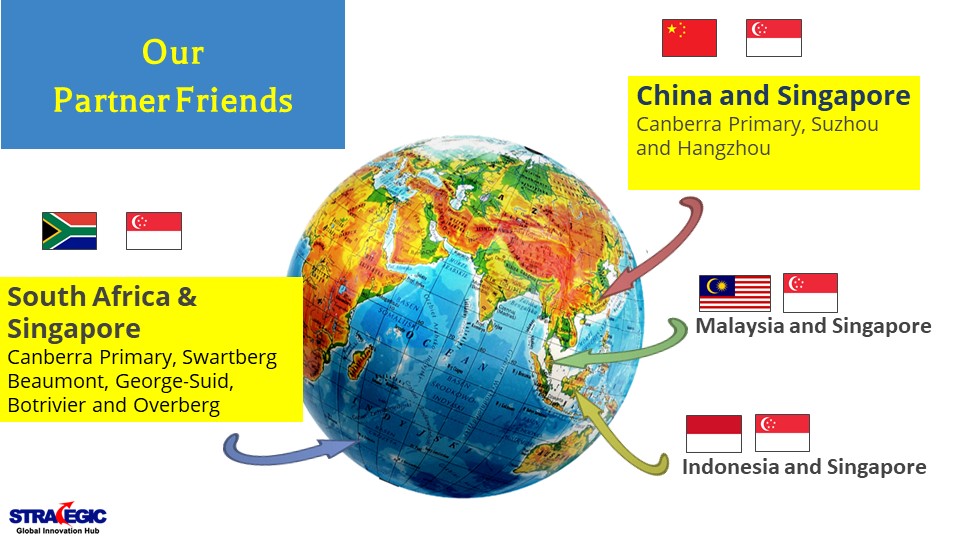 Our
Partner Friends
China and Singapore
Canberra Primary, Suzhou
and Hangzhou
South Africa &
Singapore
Canberra Primary, Swartberg
Beaumont, George-Suid,
Botrivier and Overberg
Malaysia and Singapore
Indonesia and Singapore
STRATEGIC
Global Innovation Hub